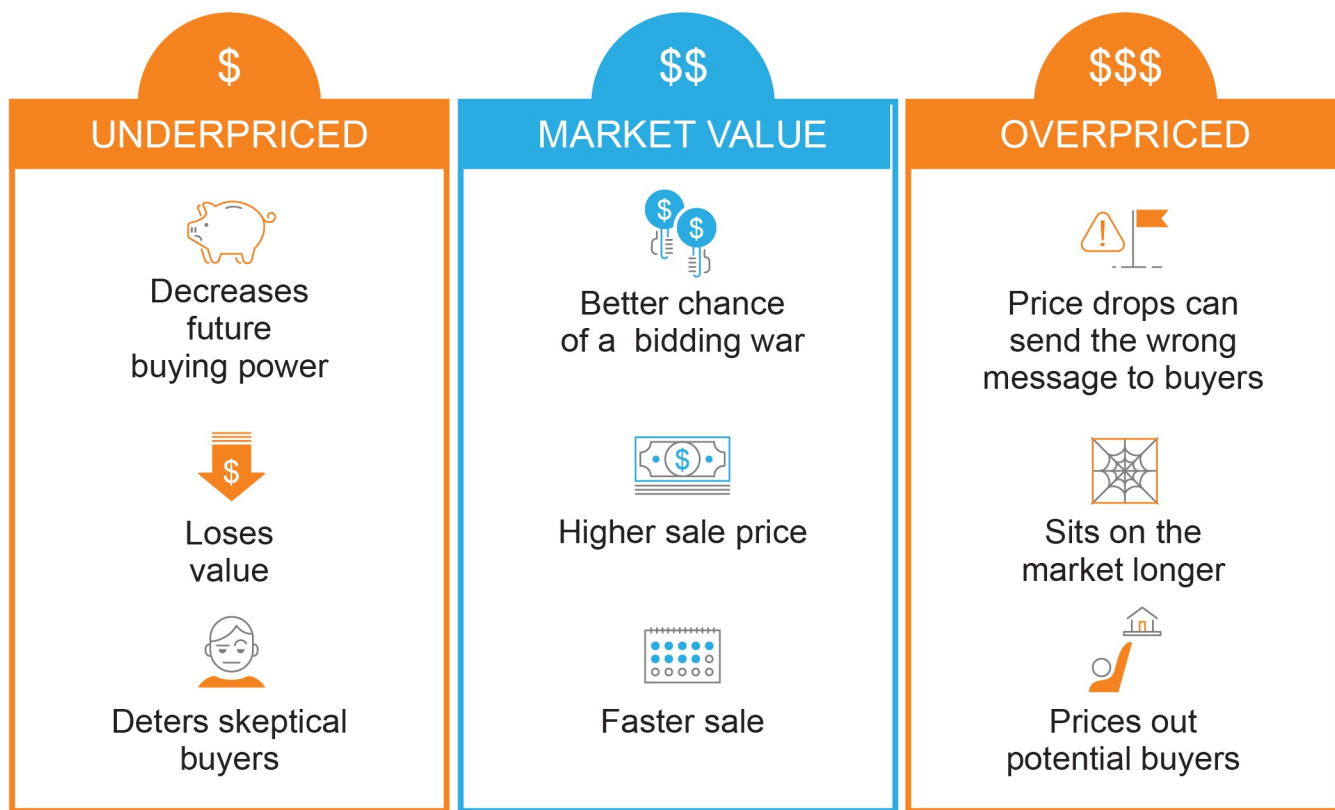 $
UNDERPRICED
$
Decreases
future
buying power
$
Loses
value
Deters skeptical
buyers
$$
MARKET VALUE
$
$
Better chance
of a bidding war
$
Higher sale price
Faster sale
$$$
OVERPRICED
!
Price drops can
send the wrong
message to buyers
Sits on the
market longer
Prices out
potential buyers